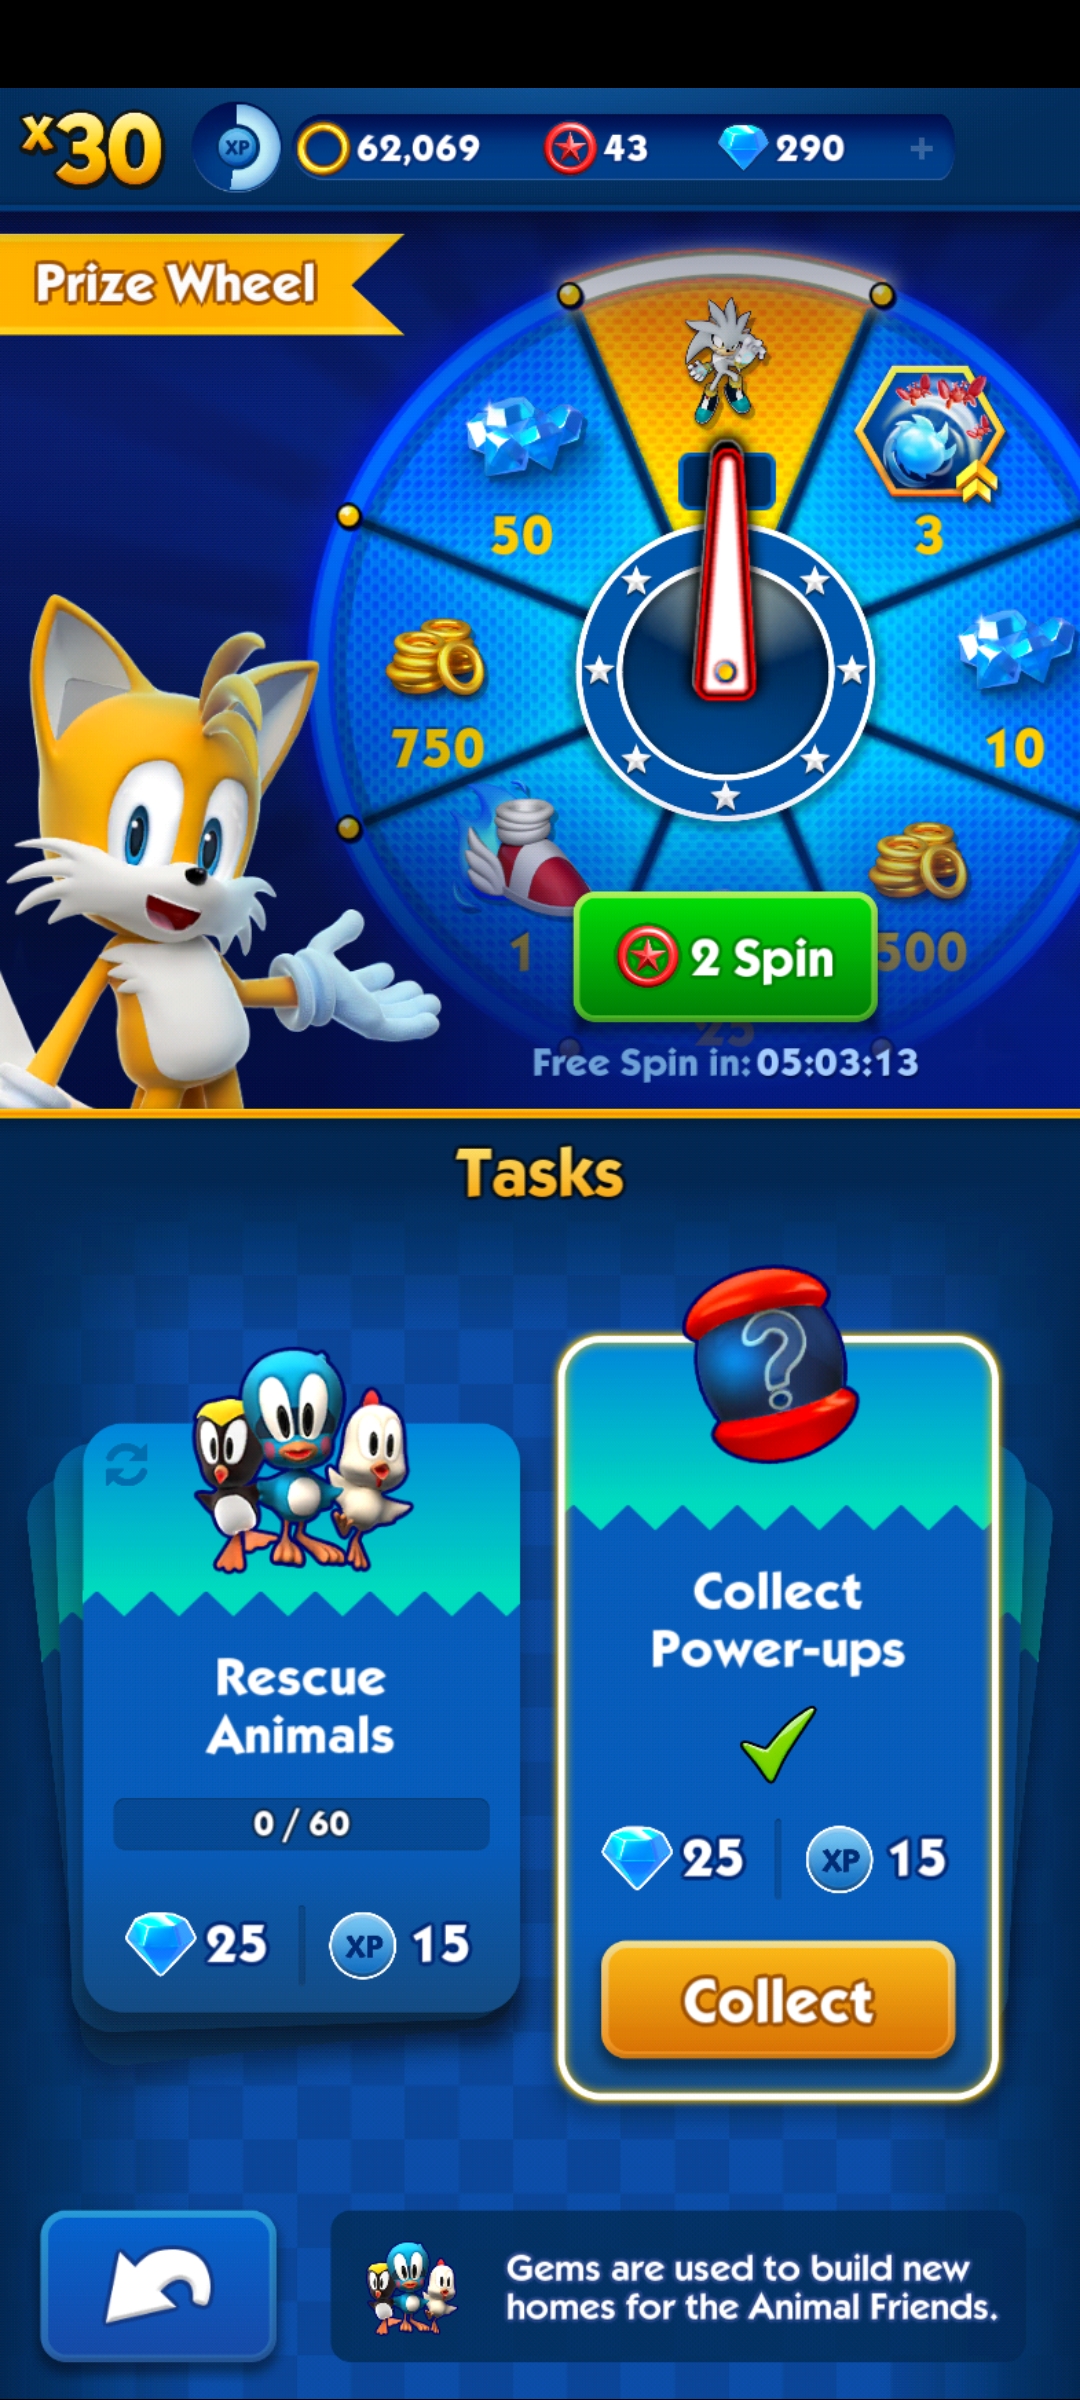 x30
XP
62,069
43
290
+
Prize Wheel
50
3
750
10
1
2 Spin
500
25
Free Spin in: 05:03:13
Tasks
?
Rescue
Animals
0 / 60
25
XP 15
Collect
Power-ups
25
XP 15
Collect
Gems are used to build new
homes for the Animal Friends.